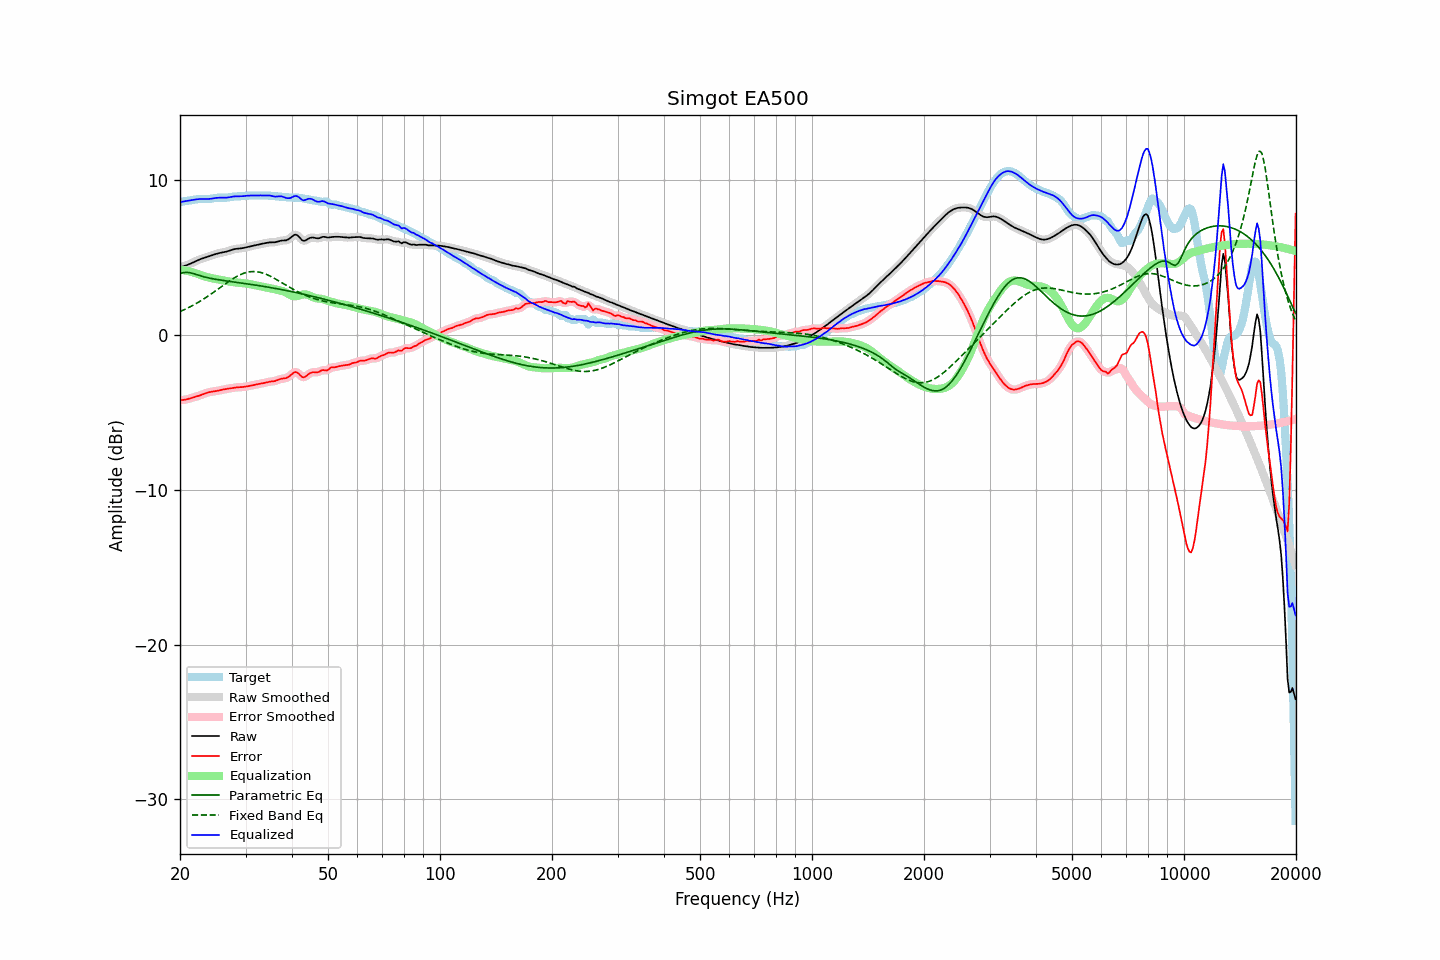 Simgot EA500
Amplitude (dBr)
10
0
−10
−20
−30
Target
Raw Smoothed
Error Smoothed
Raw
Error
Equalization
Parametric Eq
Fixed Band Eq
Equalized
20 50 100 200 500 1000 2000 5000 10000 20000
Frequency (Hz)